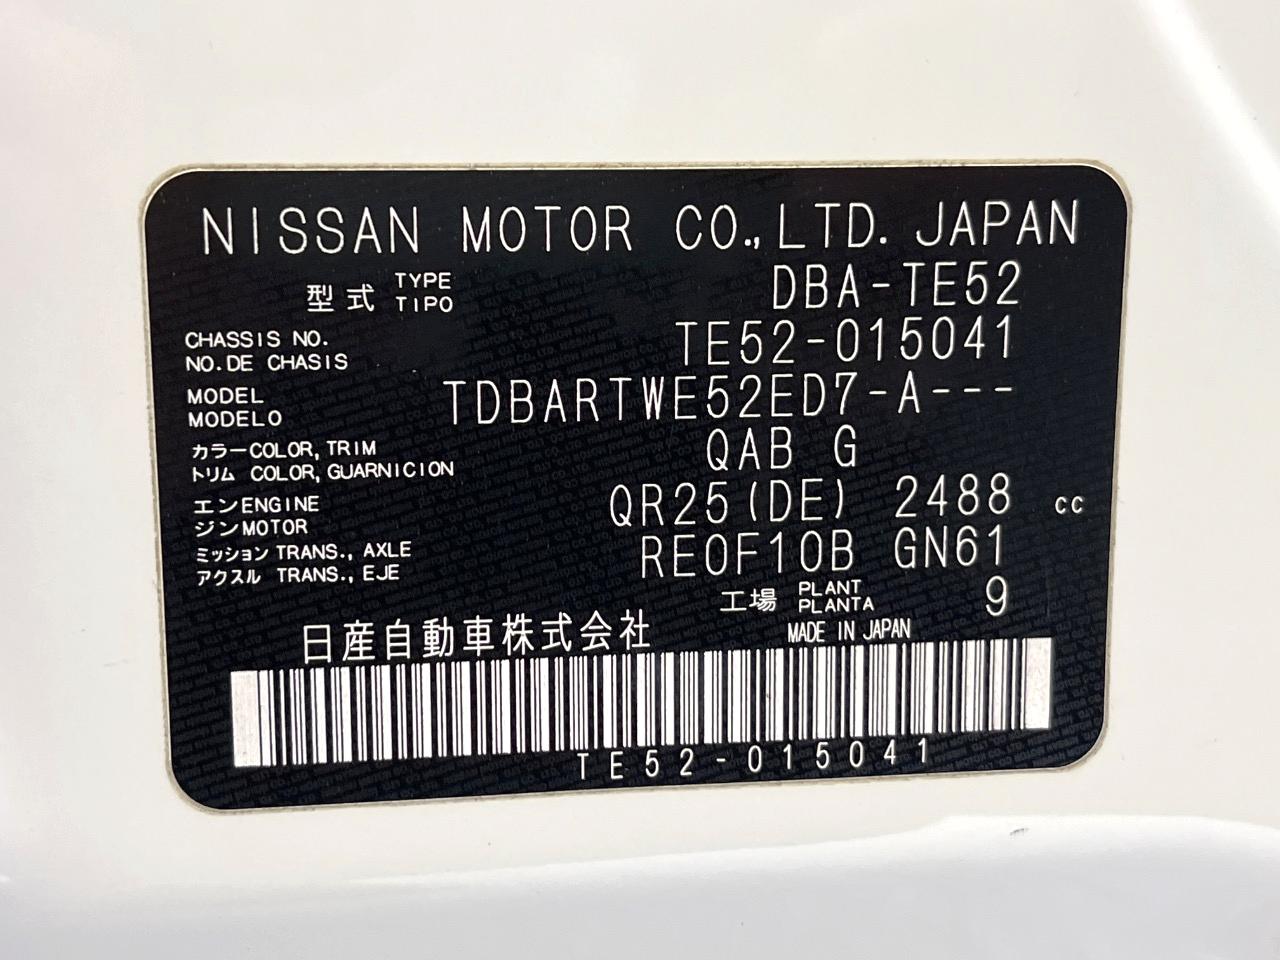 NISSAN MOTOR CO.,LTD. JAPAN
型式 TYPE TIPO DBA-TE52
CHASSIS NO.
NO.DE CHASIS TE52-015041
MODEL
MODELO TDBARTWE52ED7-A---
カラーCOLOR,TRIM
トリム COLOR,GUARNICION QAB G
エンENGINE
ジンMOTOR QR25(DE) 2488 cc
ミッション TRANS., AXLE
アクスル TRANS., EJE RE0F10B GN61
工場 PLANT PLANTA 9
日産自動車株式会社 MADE IN JAPAN
TE52-015041